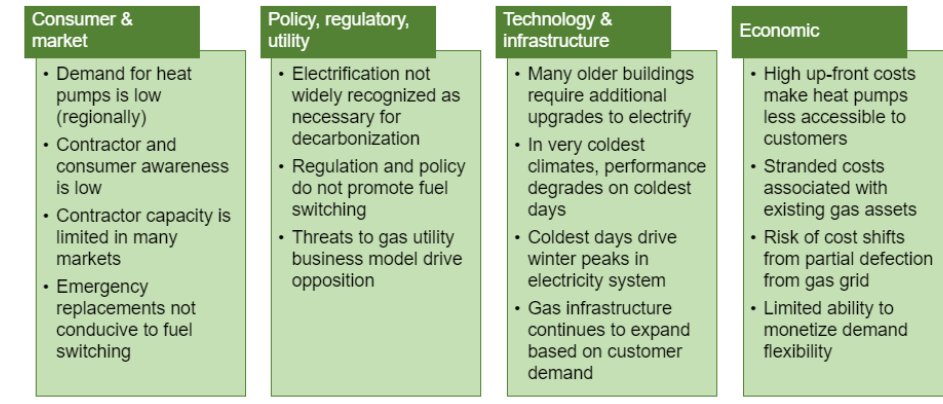 Consumer &
market
• Demand for heat
pumps is low
(regionally)
• Contractor and
consumer awareness
is low
• Contractor capacity is
limited in many
markets
• Emergency
replacements not
conducive to fuel
switching
Policy, regulatory,
utility
• Electrification not
widely recognized as
necessary for
decarbonization
• Regulation and policy
do not promote fuel
switching
• Threats to gas utility
business model drive
opposition
Technology &
infrastructure
• Many older buildings
require additional
upgrades to electrify
• In very coldest
climates, performance
degrades on coldest
days
• Coldest days drive
winter peaks in
electricity system
• Gas infrastructure
continues to expand
based on customer
demand
Economic
• High up-front costs
make heat pumps
less accessible to
customers
• Stranded costs
associated with
existing gas assets
• Risk of cost shifts
from partial defection
from gas grid
• Limited ability to
monetize demand
flexibility